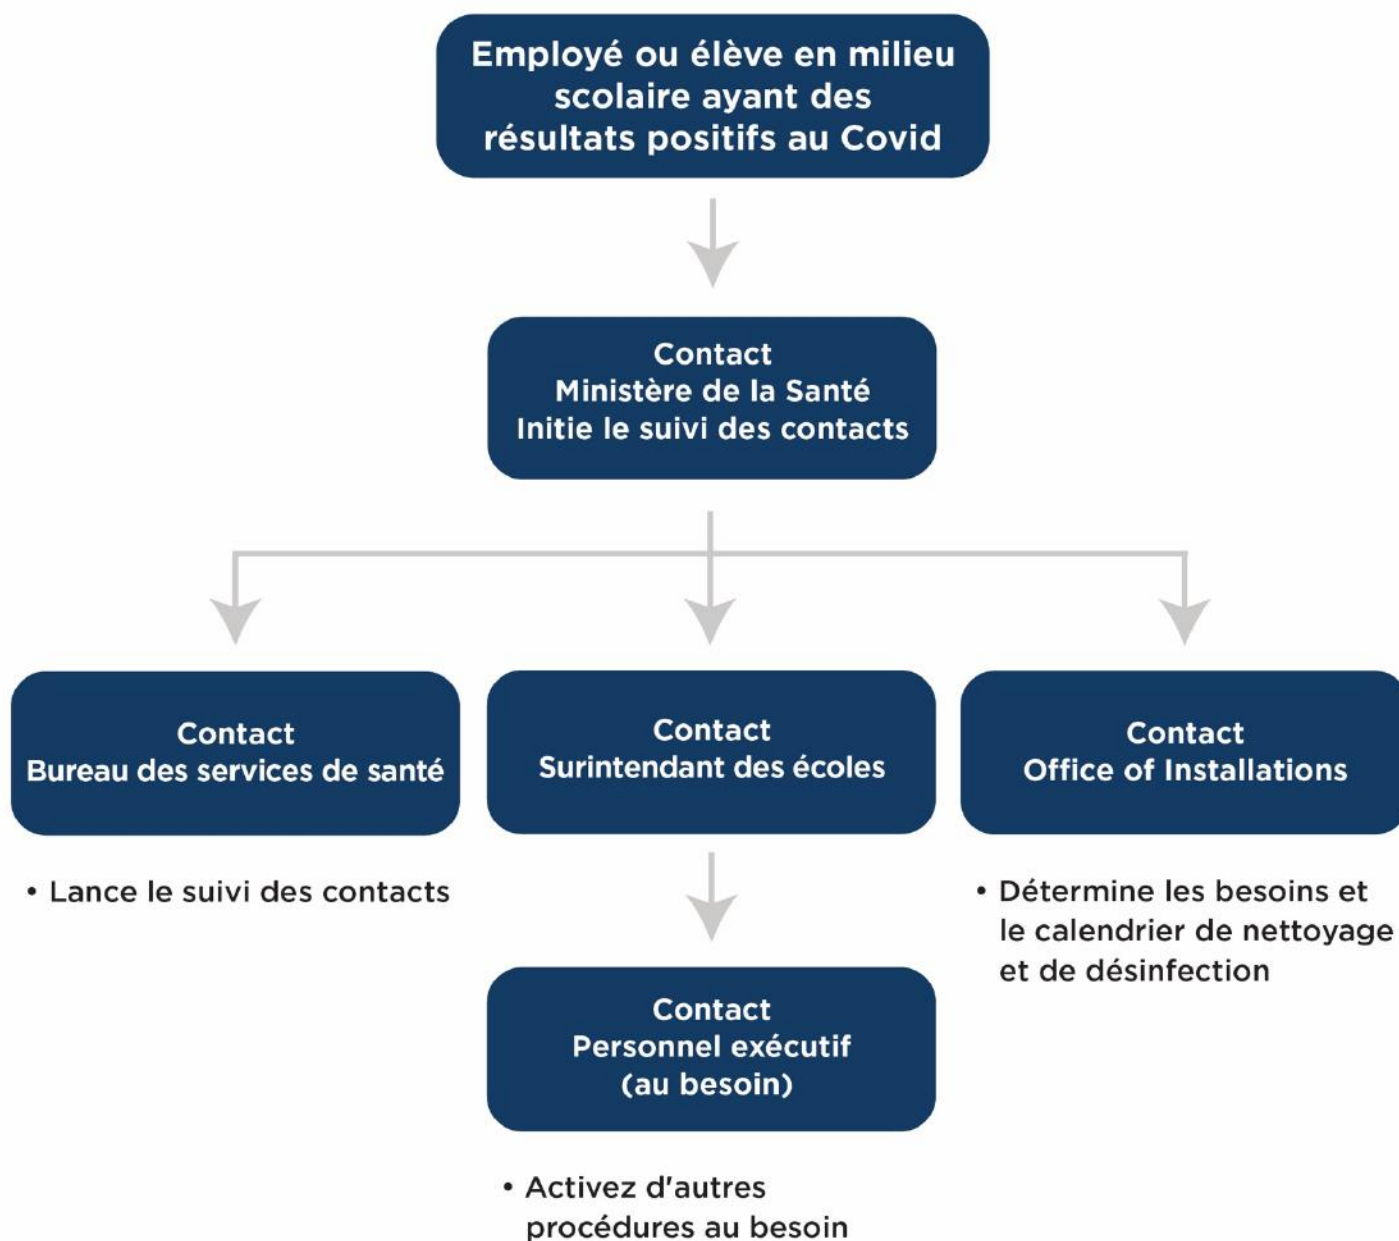 Employé ou élève en milieu
scolaire ayant des
résultats positifs au Covid
Contact
Ministère de la Santé
Initie le suivi des contacts
Contact
Bureau des services de santé
• Lance le suivi des contacts
Contact
Surintendant des écoles
Contact
Office of Installations
• Détermine les besoins et
le calendrier de nettoyage
et de désinfection
Contact
Personnel exécutif
(au besoin)
• Activez d'autres
procédures au besoin